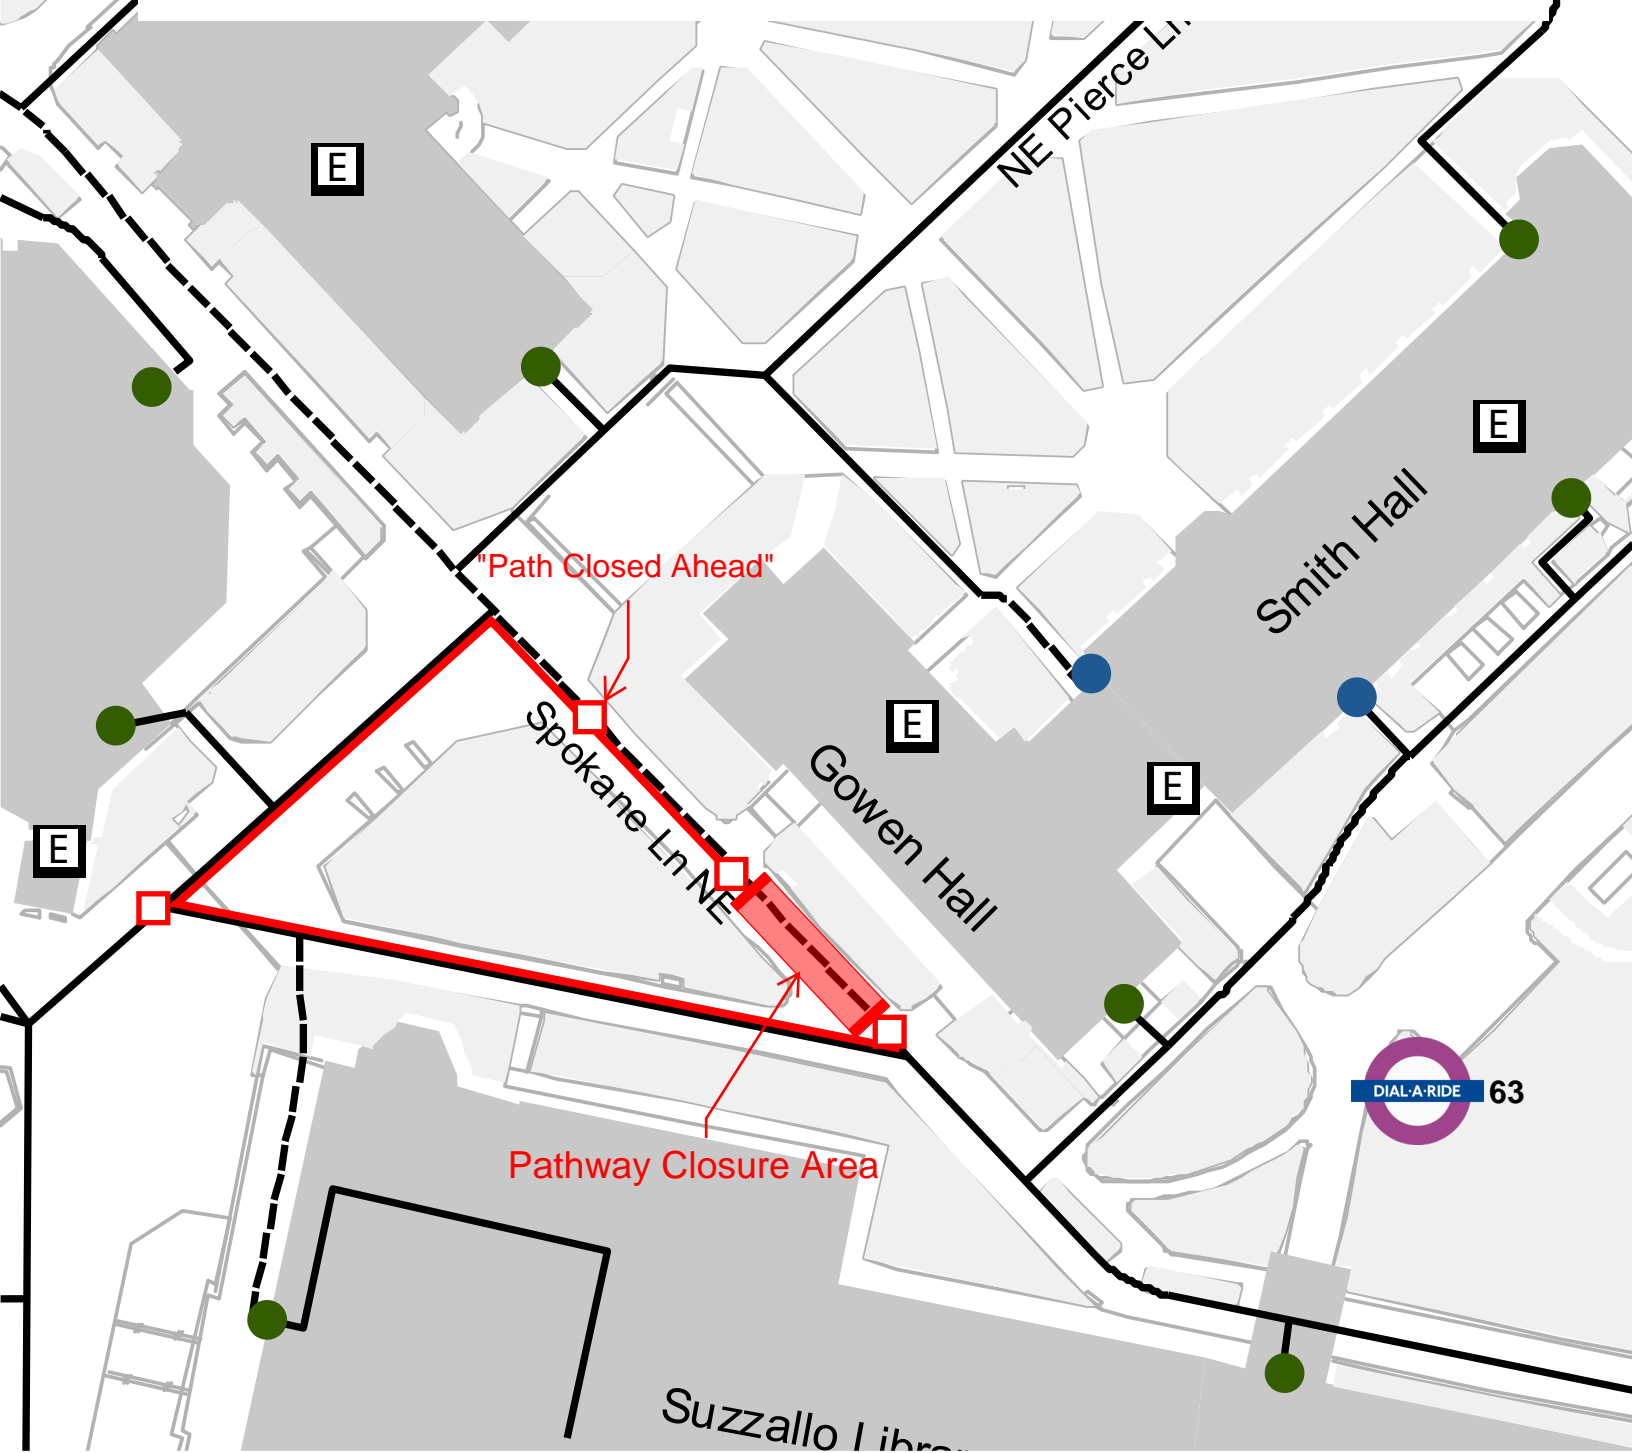 NE Pierce Ln
E
E
"Path Closed Ahead"
Smith Hall
Spokane Ln NE
E
Gowen Hall
E
E
DIAL·A·RIDE 63
Pathway Closure Area
Suzzallo